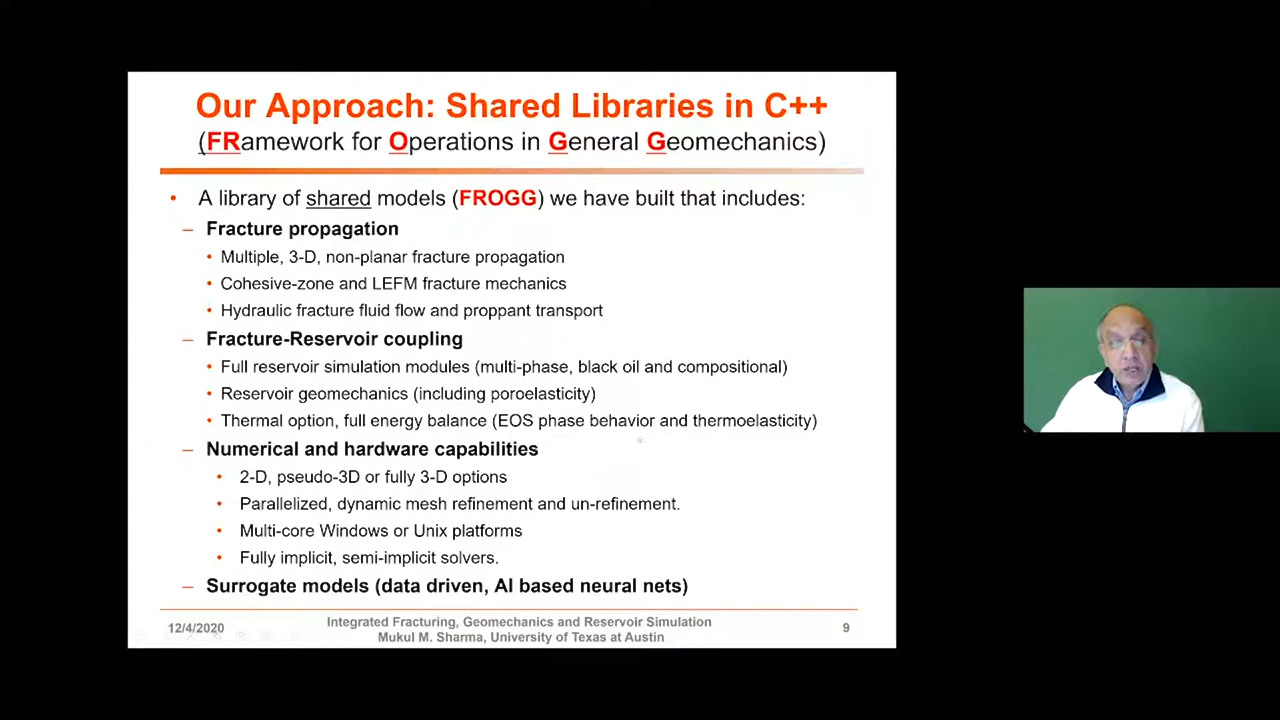 Our Approach: Shared Libraries in C++
(FRamework for Operations in General Geomechanics)
• A library of shared models (FROGG) we have built that includes:
– Fracture propagation
• Multiple, 3-D, non-planar fracture propagation
• Cohesive-zone and LEFM fracture mechanics
• Hydraulic fracture fluid flow and proppant transport
– Fracture-Reservoir coupling
• Full reservoir simulation modules (multi-phase, black oil and compositional)
• Reservoir geomechanics (including poroelasticity)
• Thermal option, full energy balance (EOS phase behavior and thermoelasticity)
– Numerical and hardware capabilities
• 2-D, pseudo-3D or fully 3-D options
• Parallelized, dynamic mesh refinement and un-refinement.
• Multi-core Windows or Unix platforms
• Fully implicit, semi-implicit solvers.
– Surrogate models (data driven, AI based neural nets)
12/4/2020
Integrated Fracturing, Geomechanics and Reservoir Simulation
Mukul M. Sharma, University of Texas at Austin
9